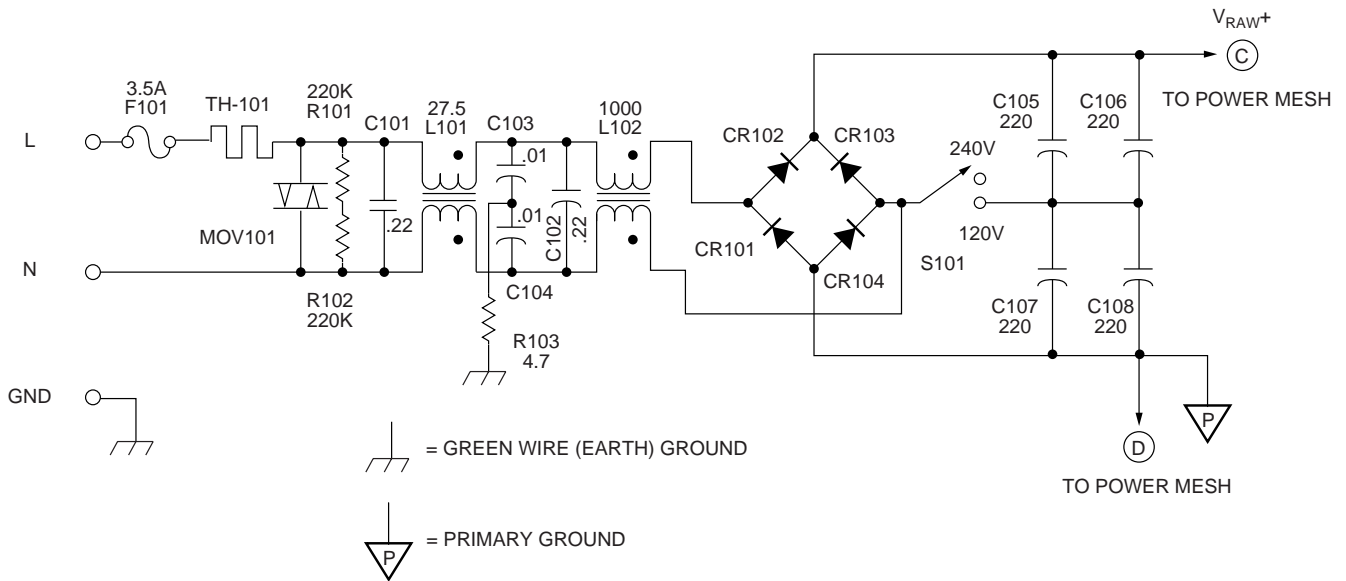 V_RAW+
C
TO POWER MESH
3.5A
F101
TH-101
220K
R101
C101
27.5
L101
C103
1000
L102
C105
220
C106
220
L
.01
CR102
CR103
240V
MOV101
.22
.01
C102
.22
120V
CR101
S101
N
CR104
R102
220K
C104
C107
220
C108
220
R103
4.7
GND
P
= GREEN WIRE (EARTH) GROUND
D
TO POWER MESH
P
= PRIMARY GROUND